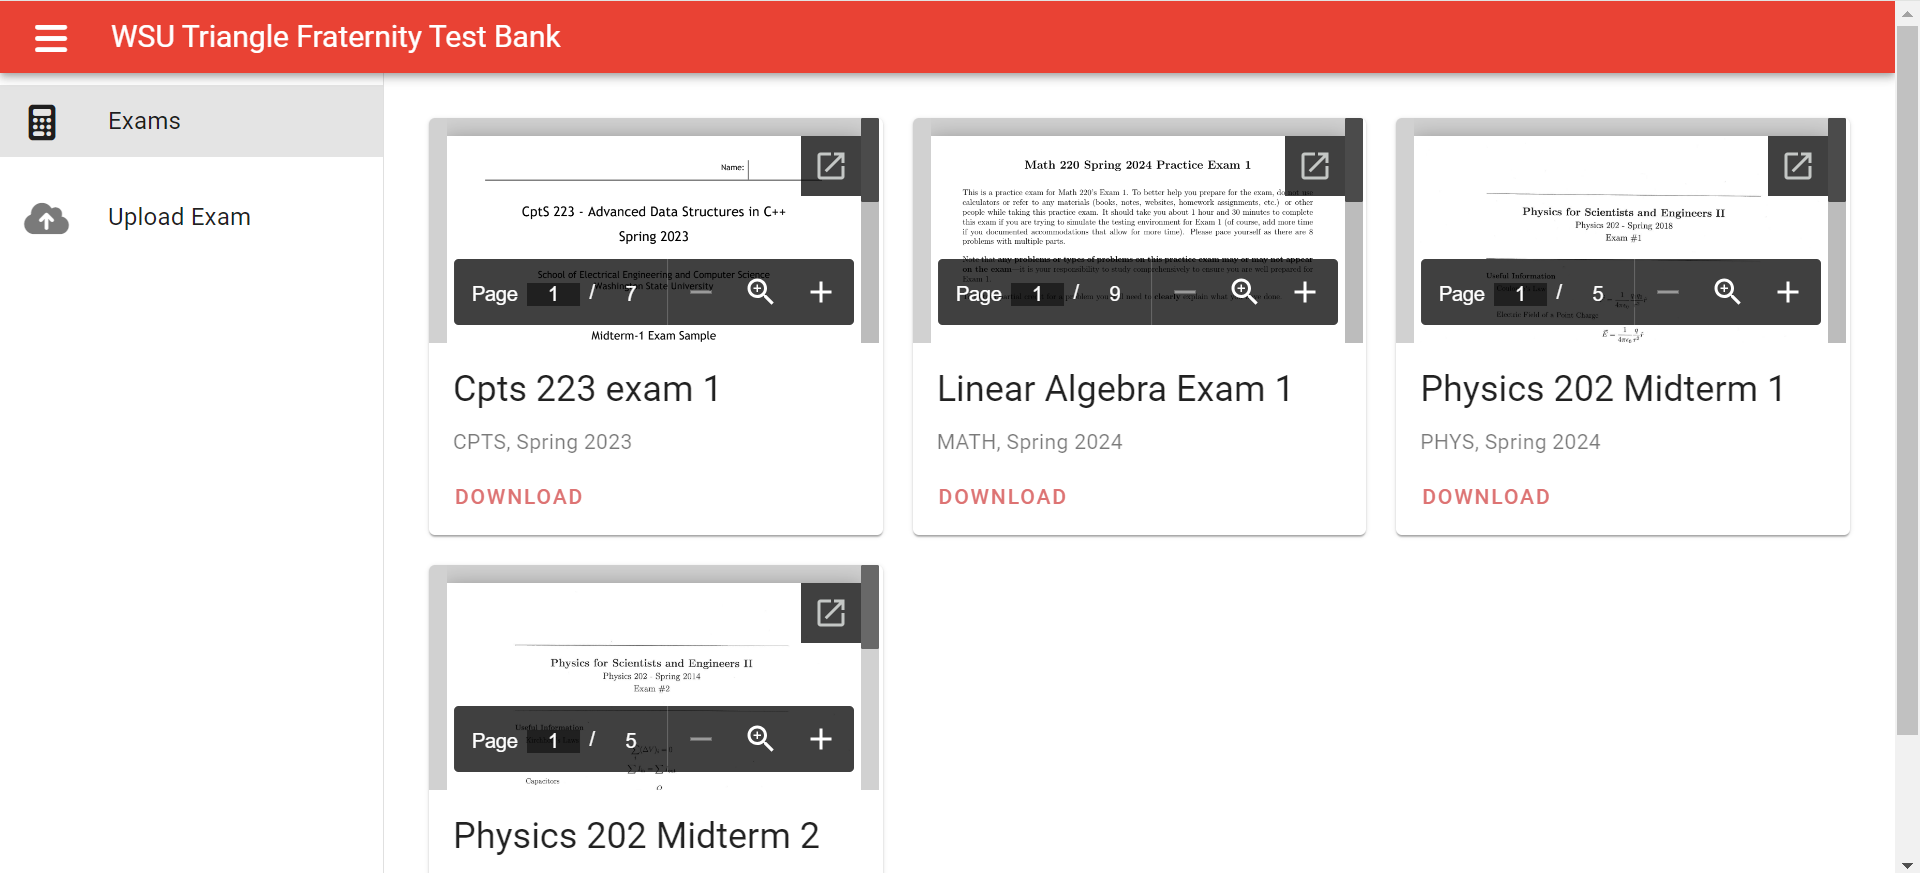 WSU Triangle Fraternity Test Bank
Exams
Upload Exam
Name:
CptS 223 - Advanced Data Structures in C++
Spring 2023
School of Electrical Engineering and Computer Science
Washington State University
Page 1 / 7
Midterm-1 Exam Sample
Cpts 223 exam 1
CPTS, Spring 2023
DOWNLOAD
Math 220 Spring 2024 Practice Exam 1
This is a practice exam for Math 220's Exam 1. To better help you prepare for the exam, do not use
calculators or refer to any materials (books, notes, websites, homework assignments, etc.) or other
people while taking this practice exam. It should take you about 1 hour and 30 minutes to complete
this exam if you are trying to simulate the testing environment for Exam 1 (of course, add more time
if you documented accommodations that allow for more time). Please pace yourself as there are 8
problems with multiple parts.
Note that any problems or types of problems on this practice exam may or may not appear
on the exam—it is your responsibility to study comprehensively to ensure you are well prepared for
Exam 1.
Page 1 / 9
need to clearly explain what done
Linear Algebra Exam 1
MATH, Spring 2024
DOWNLOAD
Physics for Scientists and Engineers II
Physics 202 - Spring 2018
Exam #1
Useful Information
Page 1 / 5
Electric Field of a Point Charge
Physics 202 Midterm 1
PHYS, Spring 2024
DOWNLOAD
Physics for Scientists and Engineers II
Physics 202 - Spring 2014
Exam #2
Useful Information
Page 1 / 5
Capacitors
Physics 202 Midterm 2